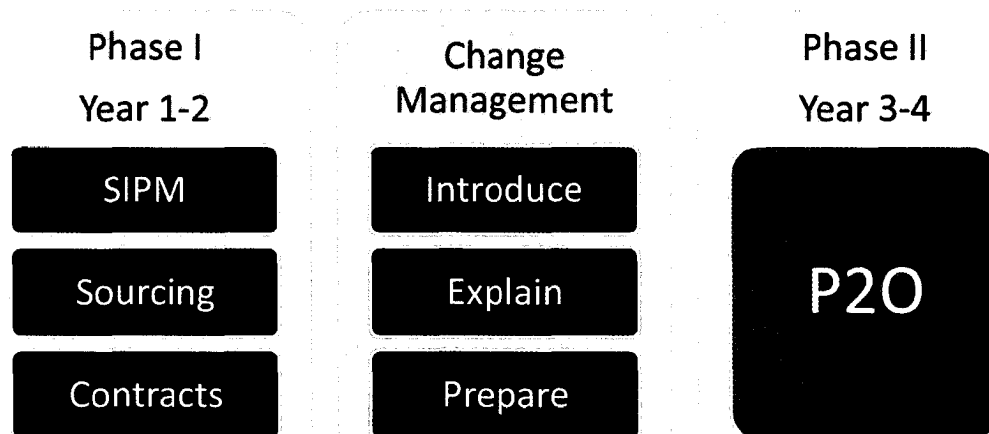 Phase I
Year 1-2
SIPM
Sourcing
Contracts
Change
Management
Introduce
Explain
Prepare
Phase II
Year 3-4
P2O